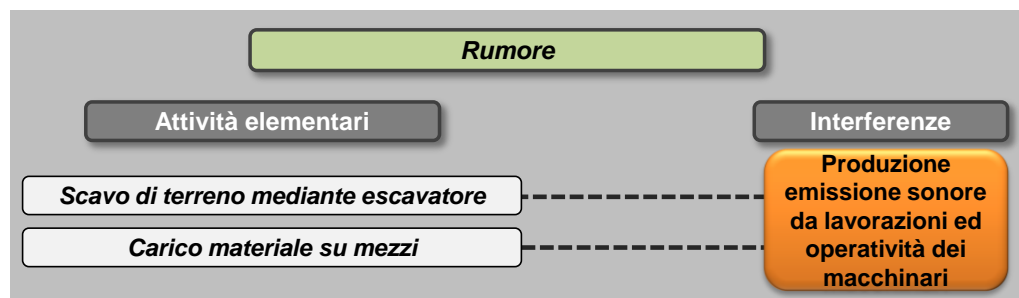 Rumore
Attività elementari
Interferenze
Scavo di terreno mediante escavatore
Carico materiale su mezzi
Produzione
emissione sonore
da lavorazioni ed
operatività dei
macchinari